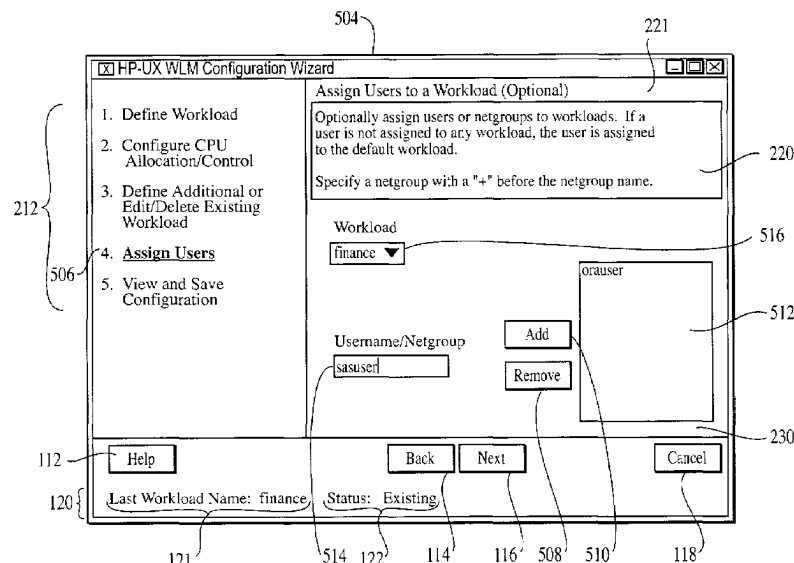 504
221
X HP-UX WLM Configuration Wizard
Assign Users to a Workload (Optional)
Optionally assign users or netgroups to workloads. If a
user is not assigned to any workload, the user is assigned
to the default workload.
Specify a netgroup with a "+" before the netgroup name.
220
212
1. Define Workload
2. Configure CPU
Allocation/Control
3. Define Additional or
Edit/Delete Existing
Workload
506
4. Assign Users
5. View and Save
Configuration
Workload
finance
516
orauser
512
Username/Netgroup
sasuser
Add
Remove
230
112
Help
Back
Next
Cancel
120
Last Workload Name: finance
Status: Existing
121
514
122
114
116
508
510
118